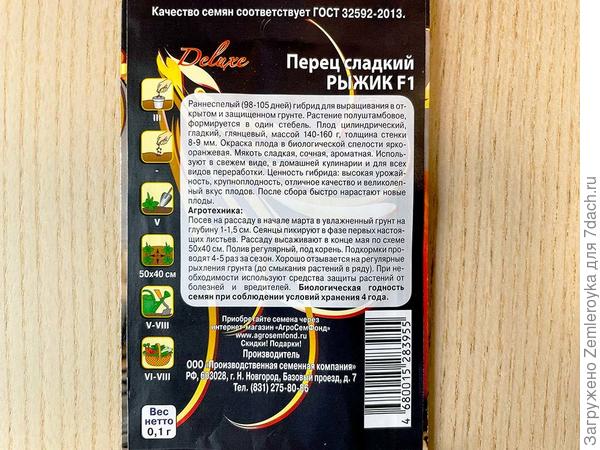 Качество семян соответствует ГОСТ 32592-2013.
Deluxe
Перец сладкий
РЫЖИК F1
Раннеспелый (98-105 дней) гибрид для выращивания в от-
крытом и защищенном грунте. Растение полуштамбовое,
формируется в один стебель. Плод цилиндрический,
гладкий, глянцевый, массой 140-160 г, толщина стенки
8-9 мм. Окраска плода в биологической спелости ярко-
оранжевая. Мякоть сладкая, сочная, ароматная. Исполь-
зуют в свежем виде, в домашней кулинарии и для всех
видов переработки. Ценность гибрида: высокая урожай-
ность, крупноплодность, отличное качество и великолеп-
ный вкус плодов. После сбора быстро нарастают новые
плоды.
Агротехника:
Посев на рассаду в начале марта в увлажненный грунт на
глубину 1-1,5 см. Сеянцы пикируют в фазе первых настоя-
щих листьев. Рассаду высаживают в конце мая по схеме
50х40 см. Полив регулярный, под корень. Подкормки прово-
дят 4-5 раз за сезон. Хорошо отзывается на регулярные
рыхления грунта (до смыкания растений в ряду). При не-
обходимости используют средства защиты растений от
болезней и вредителей. Биологическая годность
семян при соблюдении условий хранения 4 года.
III
S
-
V
50х40 см
V-VIII
VI-VIII
Приобретайте семена через
интернет-магазин «АгроСемФонд»
www.agrosemfond.ru
Скидки! Подарки!
Производитель
ООО «Производственная семенная компания»
РФ, 603028, г. Н. Новгород, Базовый проезд, д. 7
Тел. (831) 275-80-96
Вес
нетто
0,1 г
4 680015 283955
Загружено Zemleroyka для 7dach.ru